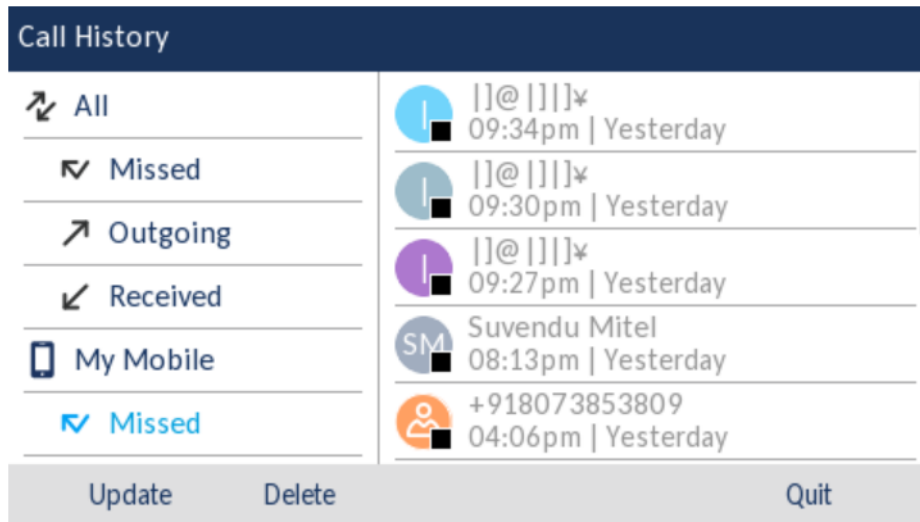 Call History
All
Missed
Outgoing
Received
My Mobile
Missed
|
|]@|]|]¥
09:34pm | Yesterday
|
|]@|]|]¥
09:30pm | Yesterday
|
|]@|]|]¥
09:27pm | Yesterday
SM
Suvendu Mitel
08:13pm | Yesterday
+918073853809
04:06pm | Yesterday
Update
Delete
Quit